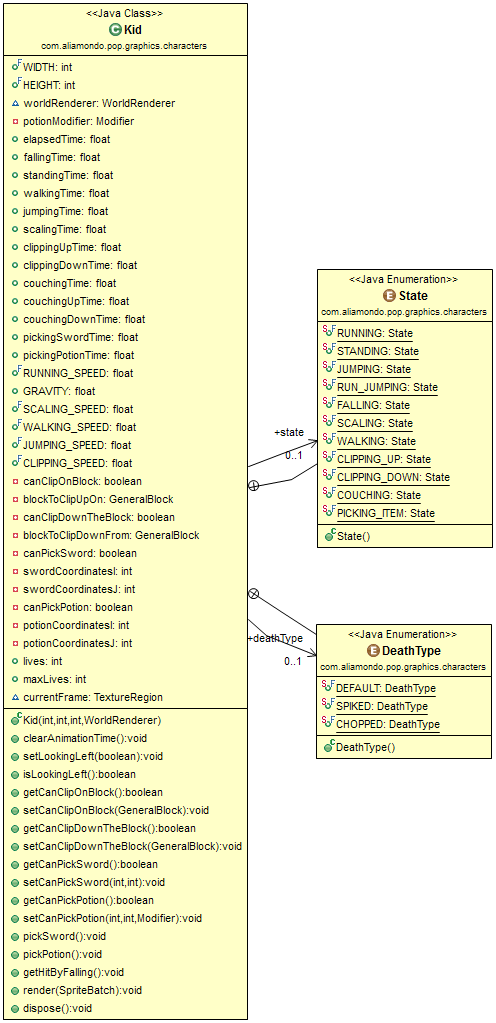 <<Java Class>>
Kid
com.aliamondo.pop.graphics.characters
WIDTH: int
HEIGHT: int
worldRenderer: WorldRenderer
potionModifier: Modifier
elapsedTime: float
fallingTime: float
standingTime: float
walkingTime: float
jumpingTime: float
scalingTime: float
clippingUpTime: float
clippingDownTime: float
couchingTime: float
couchingUpTime: float
couchingDownTime: float
pickingSwordTime: float
pickingPotionTime: float
RUNNING_SPEED: float
GRAVITY: float
SCALING_SPEED: float
WALKING_SPEED: float
JUMPING_SPEED: float
CLIPPING_SPEED: float
canClipOnBlock: boolean
blockToClipUpOn: GeneralBlock
canClipDownTheBlock: boolean
blockToClipDownFrom: GeneralBlock
canPickSword: boolean
swordCoordinatesI: int
swordCoordinatesJ: int
canPickPotion: boolean
potionCoordinatesI: int
potionCoordinatesJ: int
lives: int
maxLives: int
currentFrame: TextureRegion
Kid(int,int,int,WorldRenderer)
clearAnimationTime():void
setLookingLeft(boolean):void
isLookingLeft():boolean
getCanClipOnBlock():boolean
setCanClipOnBlock(GeneralBlock):void
getCanClipDownTheBlock():boolean
setCanClipDownTheBlock(GeneralBlock):void
getCanPickSword():boolean
setCanPickSword(int,int):void
getCanPickPotion():boolean
setCanPickPotion(int,int,Modifier):void
pickSword():void
pickPotion():void
getHitByFalling():void
render(SpriteBatch):void
dispose():void
+state
0..1
<<Java Enumeration>>
State
com.aliamondo.pop.graphics.characters
RUNNING: State
STANDING: State
JUMPING: State
RUN_JUMPING: State
FALLING: State
SCALING: State
WALKING: State
CLIPPING_UP: State
CLIPPING_DOWN: State
COUCHING: State
PICKING_ITEM: State
State()
+deathType
0..1
<<Java Enumeration>>
DeathType
com.aliamondo.pop.graphics.characters
DEFAULT: DeathType
SPIKED: DeathType
CHOPPED: DeathType
DeathType()